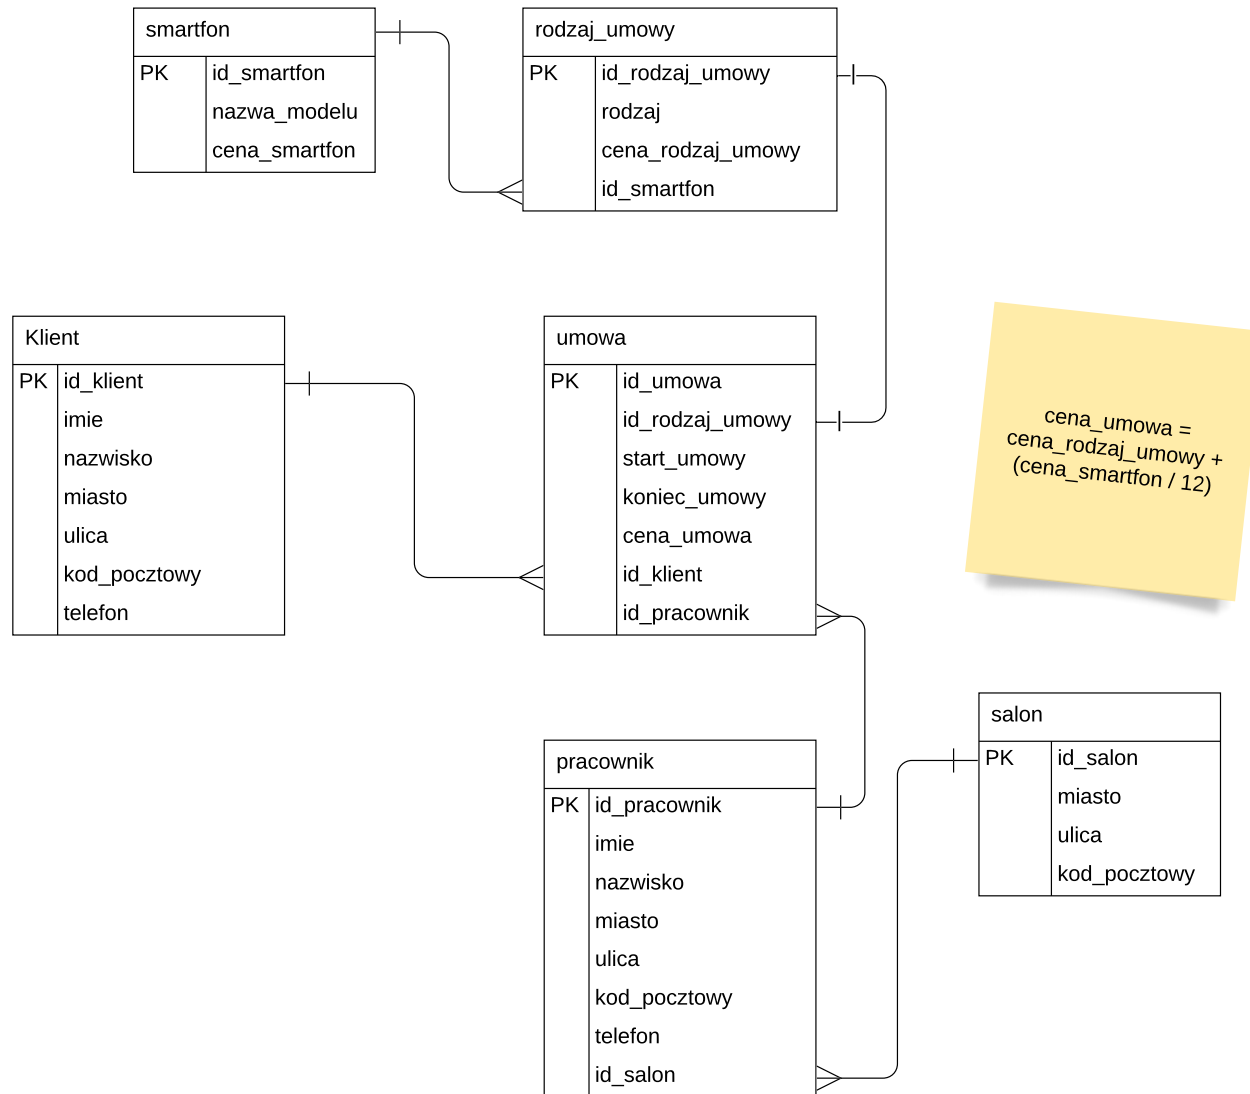 smartfon
PK id_smartfon
nazwa_modelu
cena_smartfon
rodzaj_umowy
PK id_rodzaj_umowy
rodzaj
cena_rodzaj_umowy
id_smartfon
Klient
PK id_klient
imie
nazwisko
miasto
ulica
kod_pocztowy
telefon
umowa
PK id_umowa
id_rodzaj_umowy
start_umowy
koniec_umowy
cena_umowa
id_klient
id_pracownik
cena_umowa =
cena_rodzaj_umowy +
(cena_smartfon / 12)
pracownik
PK id_pracownik
imie
nazwisko
miasto
ulica
kod_pocztowy
telefon
id_salon
salon
PK id_salon
miasto
ulica
kod_pocztowy